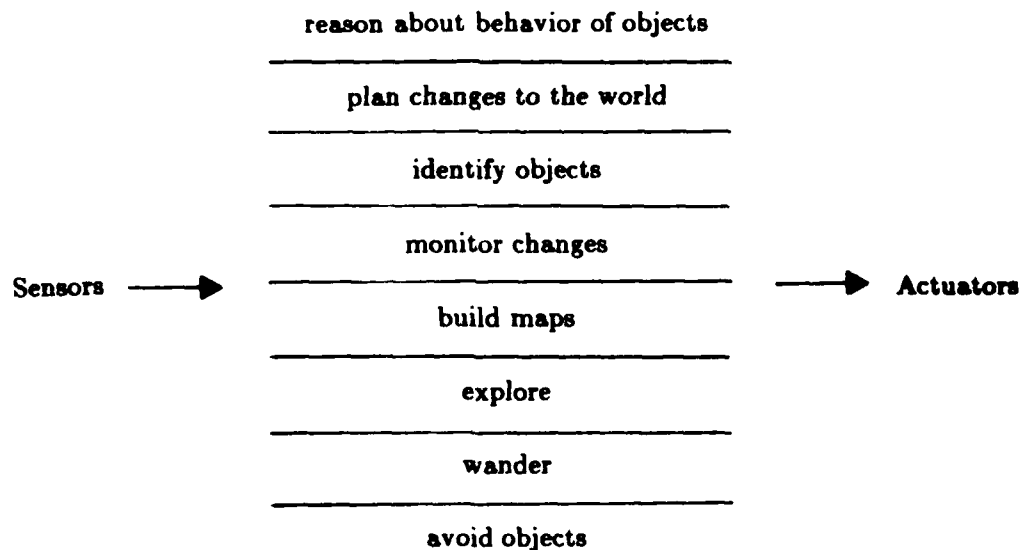 reason about behavior of objects
plan changes to the world
identify objects
monitor changes
Sensors
Actuators
build maps
explore
wander
avoid objects